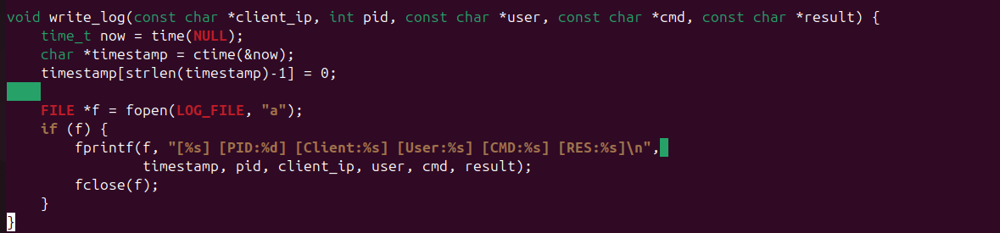 void write_log(const char *client_ip, int pid, const char *user, const char *cmd, const char *result) {
    time_t now = time(NULL);
    char *timestamp = ctime(&now);
    timestamp[strlen(timestamp)-1] = 0;

    FILE *f = fopen(LOG_FILE, "a");
    if (f) {
        fprintf(f, "[%s] [PID:%d] [Client:%s] [User:%s] [CMD:%s] [RES:%s]\n",
                timestamp, pid, client_ip, user, cmd, result);
        fclose(f);
    }
}